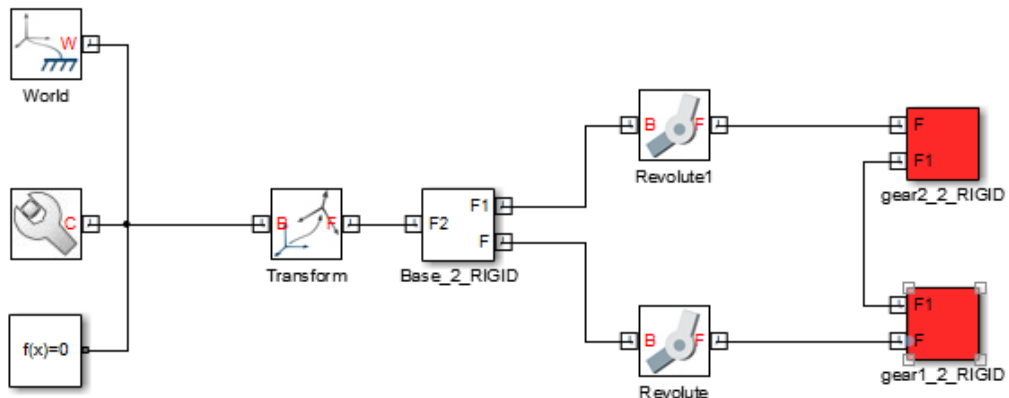 W
World
C
f(x)=0
B F
Transform
F2 F1
F
Base_2_RIGID
B F
Revolute1
B F
Revolute
F
F1
gear2_2_RIGID
F1
F
gear1_2_RIGID